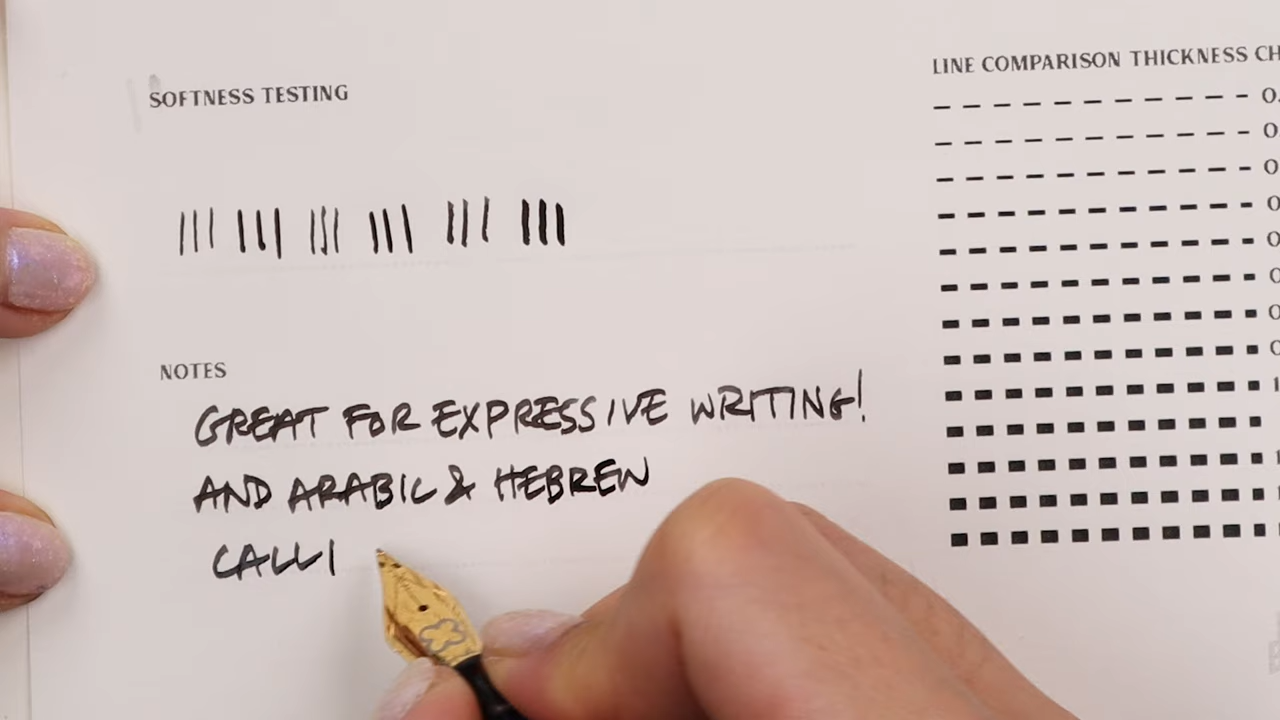 SOFTNESS TESTING
LINE COMPARISON THICKNESS CH
NOTES
GREAT FOR EXPRESSIVE WRITING!
AND ARABIC & HEBREW
CALLI